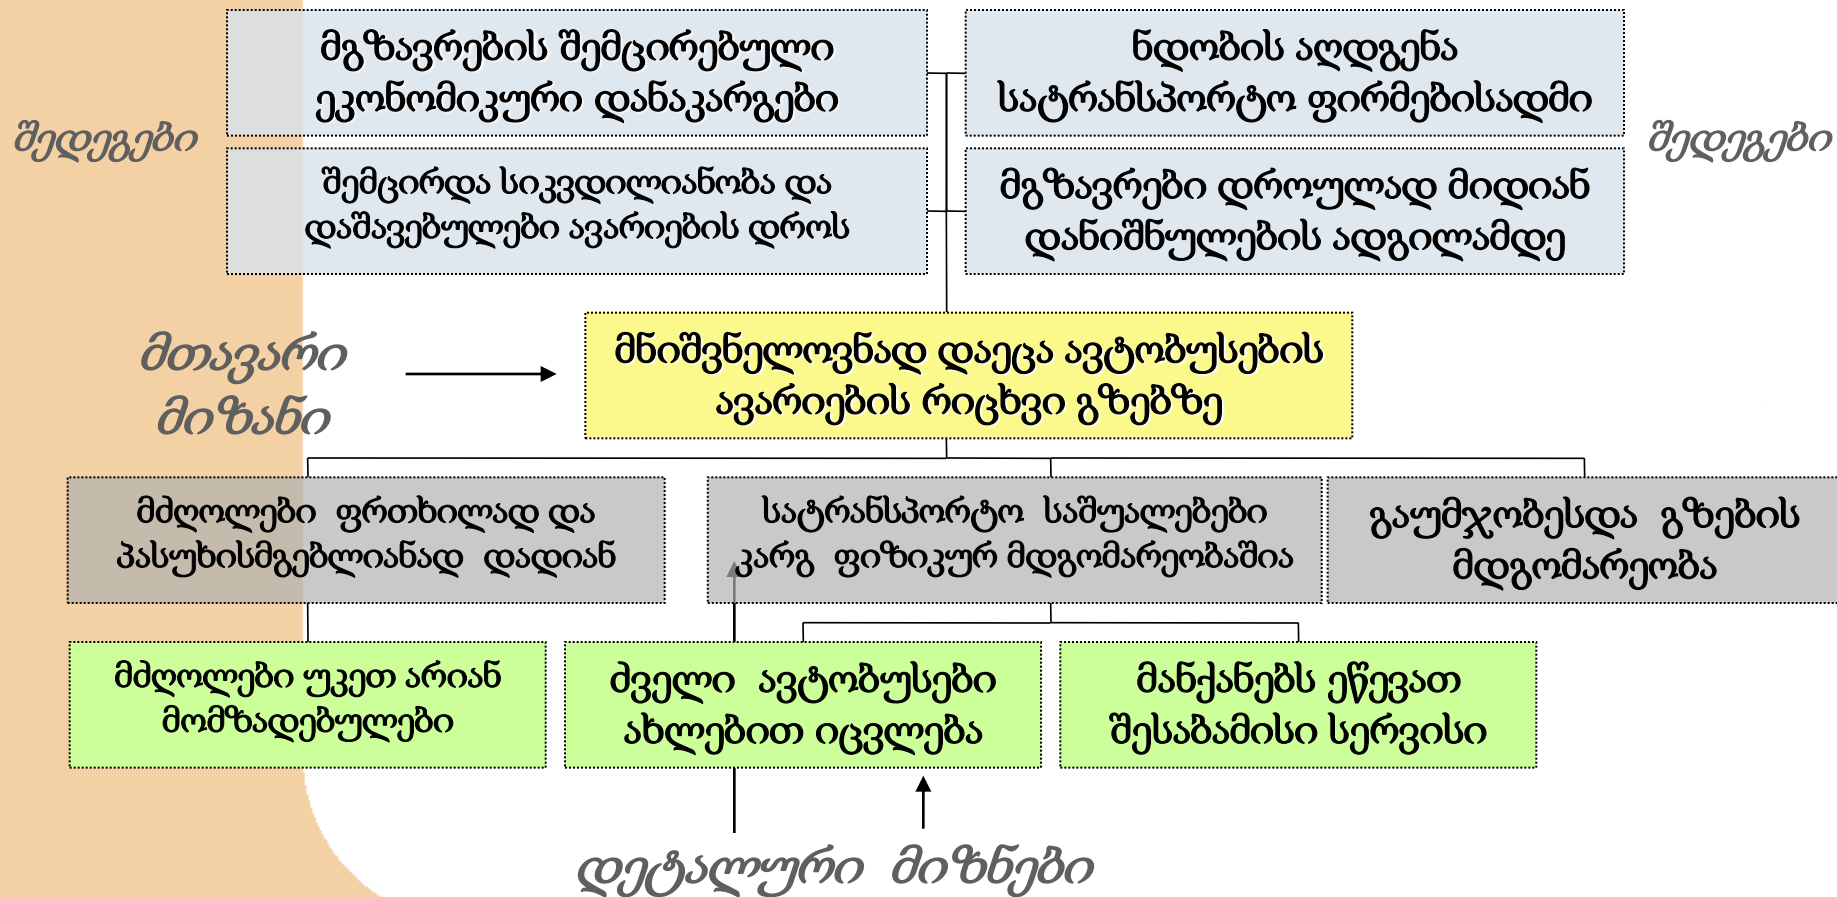 მგზავრების შემცირებული
ეკონომიკური დანაკარგები
ნდობის აღდგენა
სატრანსპორტო ფირმებისადმი
შედეგები
შედეგები
შემცირდა სიკვდილიანობა და
დაშავებულები ავარიების დროს
მგზავრები დროულად მიდიან
დანიშნულების ადგილამდე
მთავარი
მიზანი
მნიშვნელოვნად დაეცა ავტობუსების
ავარიების რიცხვი გზებზე
მძღოლები ფრთხილად და
პასუხისმგებლიანად დადიან
სატრანსპორტო საშუალებები
კარგ ფიზიკურ მდგომარეობაშია
გაუმჯობესდა გზების
მდგომარეობა
მძღოლები უკეთ არიან
მომზადებულები
ძველი ავტობუსები
ახლებით იცვლება
მანქანებს ეწევათ
შესაბამისი სერვისი
დეტალური მიზნები